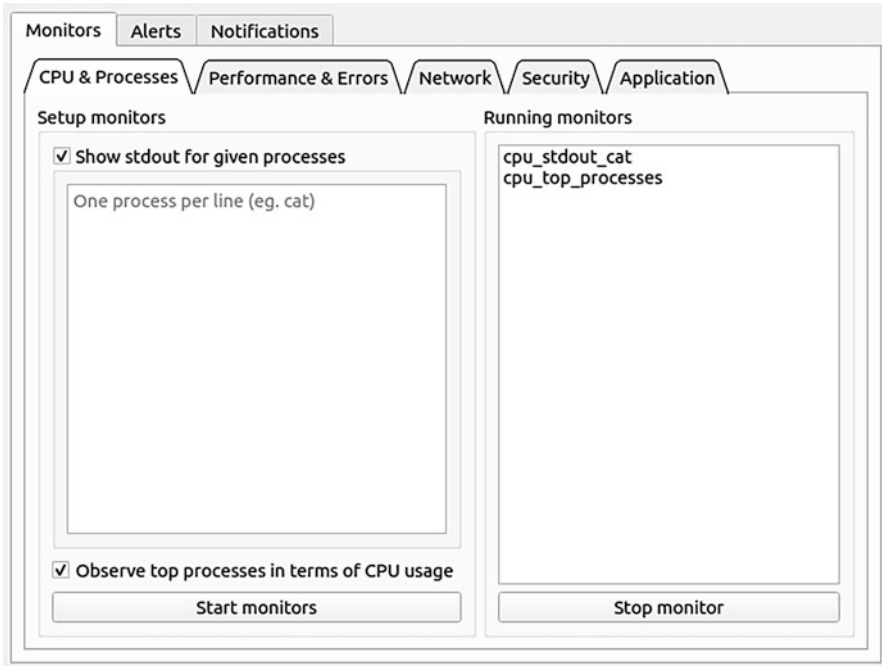 Monitors Alerts Notifications
CPU & Processes Performance & Errors Network Security Application
Setup monitors
Show stdout for given processes
One process per line (eg. cat)
Observe top processes in terms of CPU usage
Start monitors
Running monitors
cpu_stdout_cat
cpu_top_processes
Stop monitor